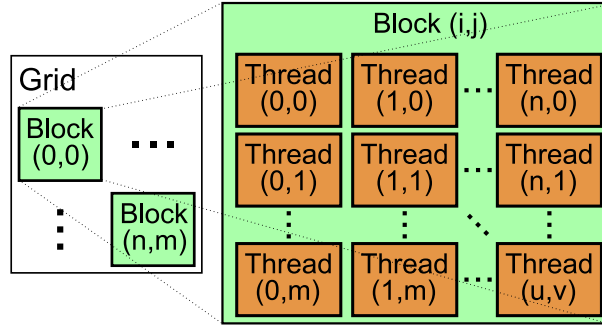 Grid
Block
(0,0)
Block
(n,m)
Block (i,j)
Thread
(0,0)
Thread
(1,0)
Thread
(n,0)
Thread
(0,1)
Thread
(1,1)
Thread
(n,1)
Thread
(0,m)
Thread
(1,m)
Thread
(u,v)